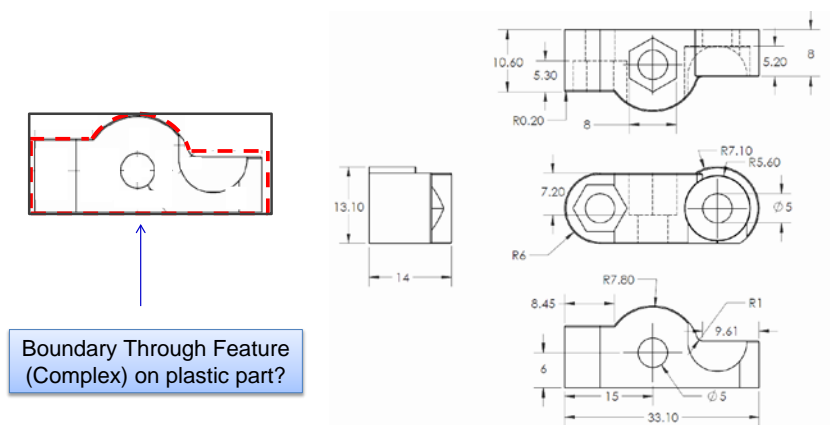 Boundary Through Feature
(Complex) on plastic part?
10.60
5.30
R0.20
8
5.20
8
13.10
14
R7.10
R5.60
7.20
Ø5
R6
R7.80
8.45
R1
9.61
6
15
Ø5
33.10